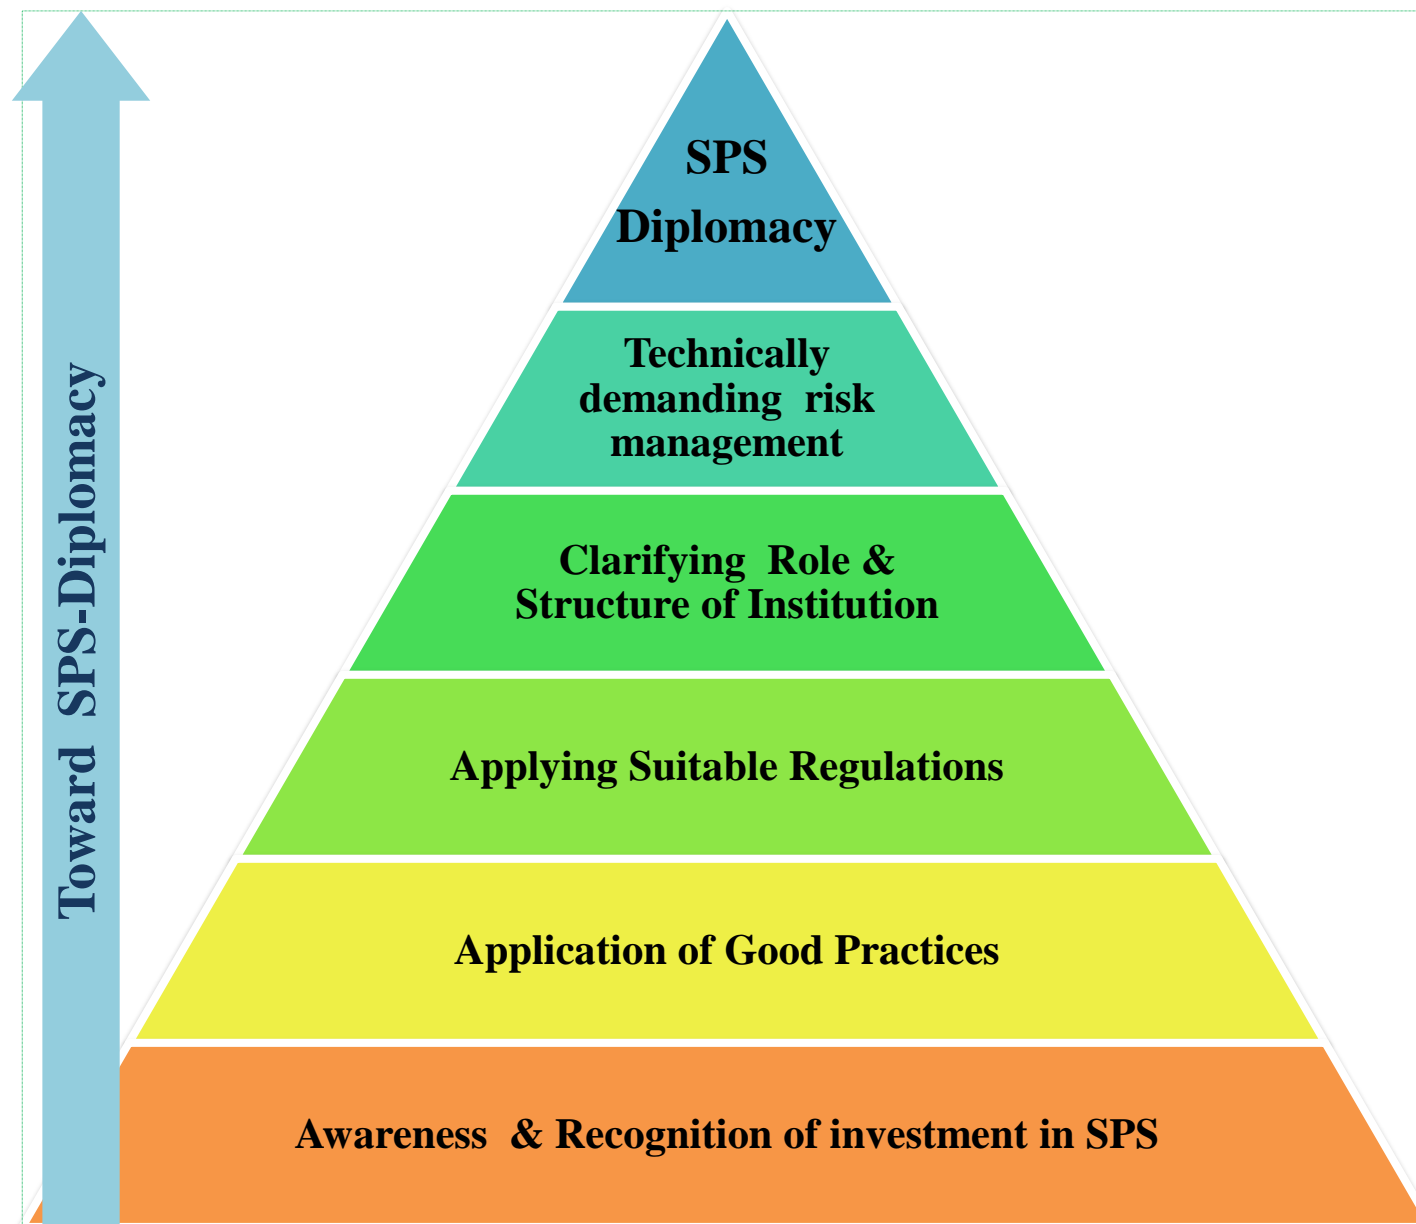 Toward SPS-Diplomacy
SPS
Diplomacy
Technically
demanding risk
management
Clarifying Role &
Structure of Institution
Applying Suitable Regulations
Application of Good Practices
Awareness & Recognition of investment in SPS